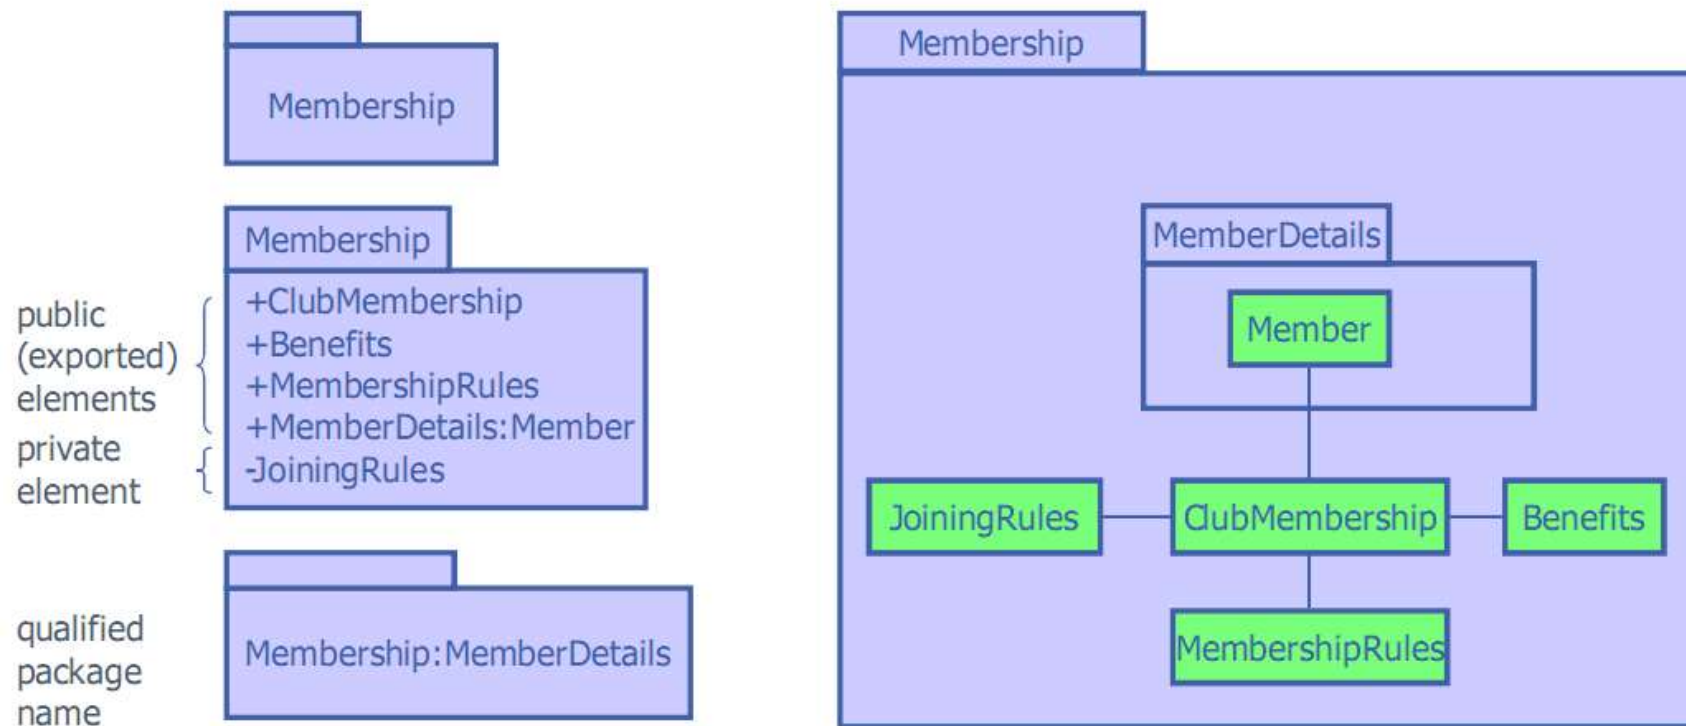 Membership
Membership
public
(exported)
elements
private
element
+ClubMembership
+Benefits
+MembershipRules
+MemberDetails:Member
-JoiningRules
qualified
package
name
Membership:MemberDetails
Membership
MemberDetails
Member
JoiningRules
ClubMembership
Benefits
MembershipRules